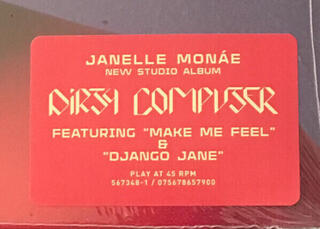 JANELLE MONÁE
NEW STUDIO ALBUM
DIRTY COMPUTER
FEATURING "MAKE ME FEEL"
&
"DJANGO JANE"
PLAY AT 45 RPM
567348-1 / 075678657900